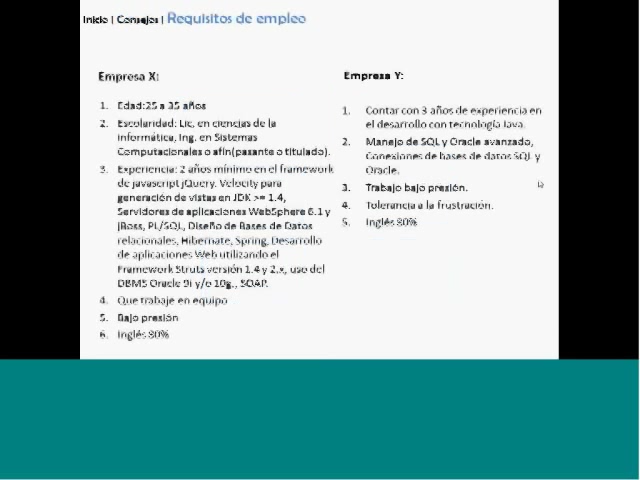 Inicio | Consejos | Requisitos de empleo
Empresa X:
1. Edad:25 a 35 años
2. Escolaridad: Lic. en ciencias de la
informática, Ing. en Sistemas
Computacionales o afín(pasante o titulado).
3. Experiencia: 2 años mínimo en el framework
de javascript jQuery. Velocity para
generación de vistas en JDK >= 1.4,
Servidores de aplicaciones WebSphere 6.1 y
jBoss, PL/SQL, Diseño de Bases de Datos
relacionales, Hibernate, Spring, Desarrollo
de aplicaciones Web utilizando el
Framework Struts versión 1.4 y 2.x, uso del
DBMS Oracle 9i y/o 10g., SOAP.
4. Que trabaje en equipo
5. Bajo presión
6. Inglés 80%
Empresa Y:
1. Contar con 3 años de experiencia en
el desarrollo con tecnología Java.
2. Manejo de SQL y Oracle avanzado,
Conexiones de bases de datos SQL y
Oracle.
3. Trabajo bajo presión.
4. Tolerancia a la frustración.
5. Inglés 80%